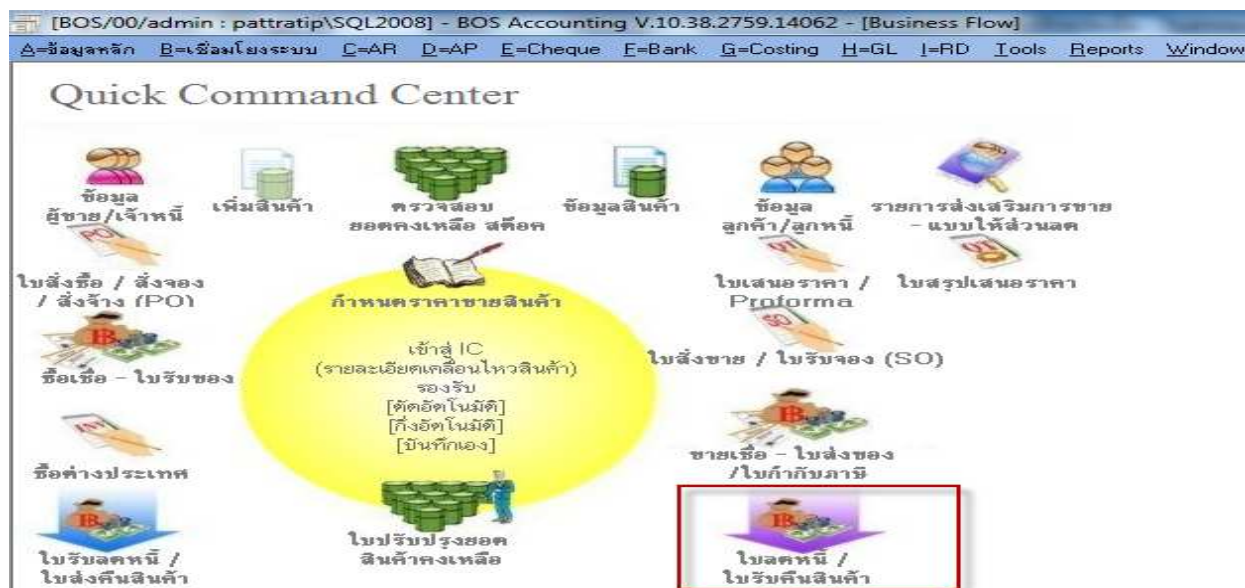 [BOS/00/admin : pattratip\SQL2008] - BOS Accounting V.10.38.2759.14062 - [Business Flow]
A=ข้อมูลหลัก B=เชื่อมโยงระบบ C=AR D=AP E=Cheque F=Bank G=Costing H=GL I=RD Tools Reports Window
Quick Command Center
ข้อมูล
ผู้ขาย/เจ้าหนี้
เพิ่มสินค้า
ตรวจสอบ
ยอดคงเหลือ สต๊อค
ข้อมูลสินค้า
ข้อมูล
ลูกค้า/ลูกหนี้
รายการส่งเสริมการขาย
- แบบให้ส่วนลด
PO
QT
QT
ใบสั่งซื้อ / สั่งจอง
/ สั่งจ้าง (PO)
กำหนดราคาขายสินค้า
ใบเสนอราคา /
Proforma
ใบสรุปเสนอราคา
SO
ซื้อเชื่อ - ใบรับของ
เข้าสู่ IC
(รายละเอียดเคลื่อนไหวสินค้า)
รองรับ
[ตัดอัตโนมัติ]
[กึ่งอัตโนมัติ]
[บันทึกเอง]
ใบสั่งขาย / ใบรับจอง (SO)
INV
ซื้อต่างประเทศ
ขายเชื่อ - ใบส่งของ
/ใบกำกับภาษี
ใบรับลดหนี้ /
ใบส่งคืนสินค้า
ใบปรับปรุงยอด
สินค้าคงเหลือ
ใบลดหนี้ /
ใบรับคืนสินค้า